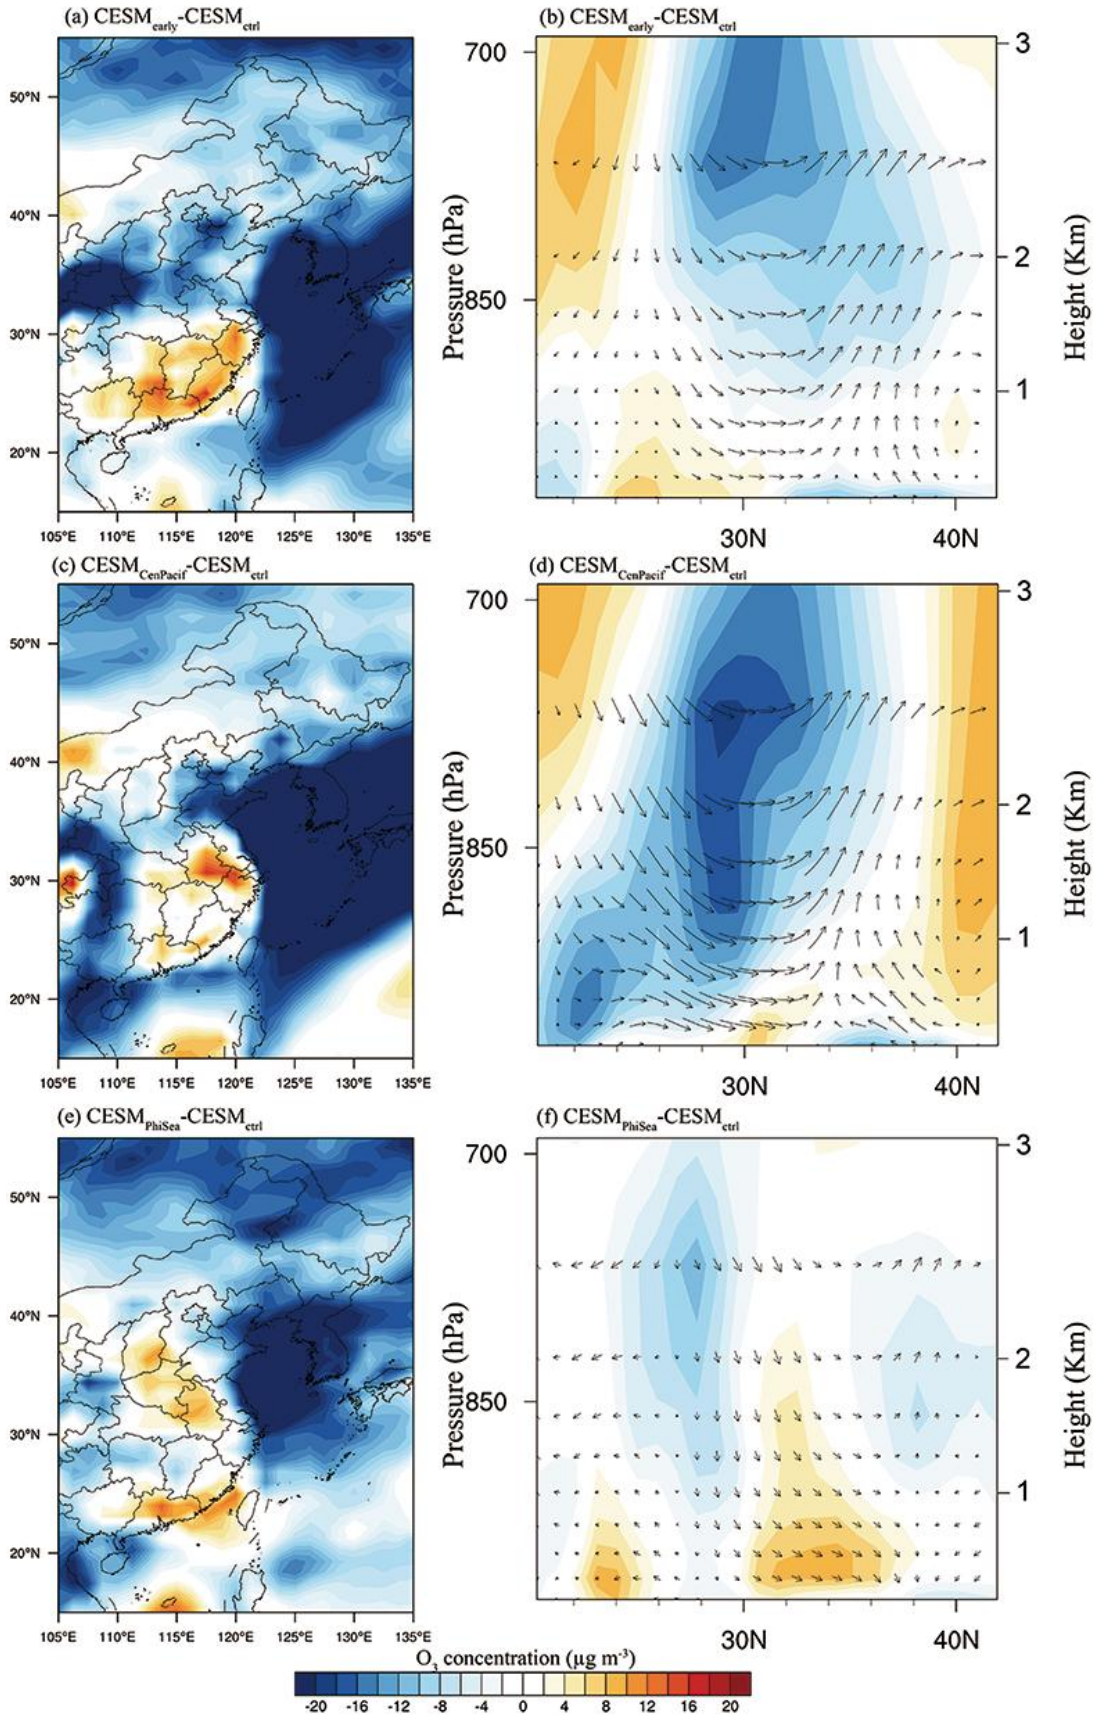 (a) CESMearly-CESMctrl
(b) CESMearly-CESMctrl
50°N
40°N
30°N
20°N
105°E 110°E 115°E 120°E 125°E 130°E 135°E
Pressure (hPa)
700
850
30N 40N
3
2
1
Height (Km)
(c) CESMCenPacif-CESMctrl
(d) CESMCenPacif-CESMctrl
50°N
40°N
30°N
20°N
105°E 110°E 115°E 120°E 125°E 130°E 135°E
Pressure (hPa)
700
850
30N 40N
3
2
1
Height (Km)
(e) CESMPhiSea-CESMctrl
(f) CESMPhiSea-CESMctrl
50°N
40°N
30°N
20°N
105°E 110°E 115°E 120°E 125°E 130°E 135°E
Pressure (hPa)
700
850
30N 40N
3
2
1
Height (Km)
O3 concentration (µg m-3)
-20 -16 -12 -8 -4 0 4 8 12 16 20